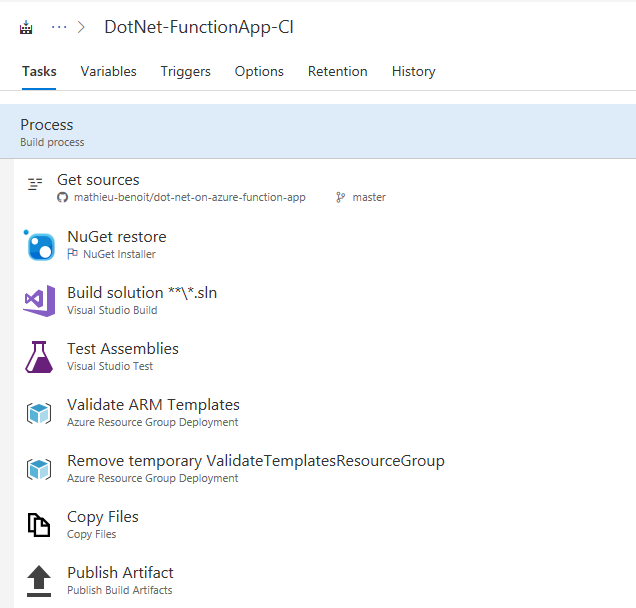 ··· > DotNet-FunctionApp-CI
Tasks Variables Triggers Options Retention History
Process
Build process
Get sources
mathieu-benoit/dot-net-on-azure-function-app master
NuGet restore
NuGet Installer
Build solution **\*.sln
Visual Studio Build
Test Assemblies
Visual Studio Test
Validate ARM Templates
Azure Resource Group Deployment
Remove temporary ValidateTemplatesResourceGroup
Azure Resource Group Deployment
Copy Files
Copy Files
Publish Artifact
Publish Build Artifacts